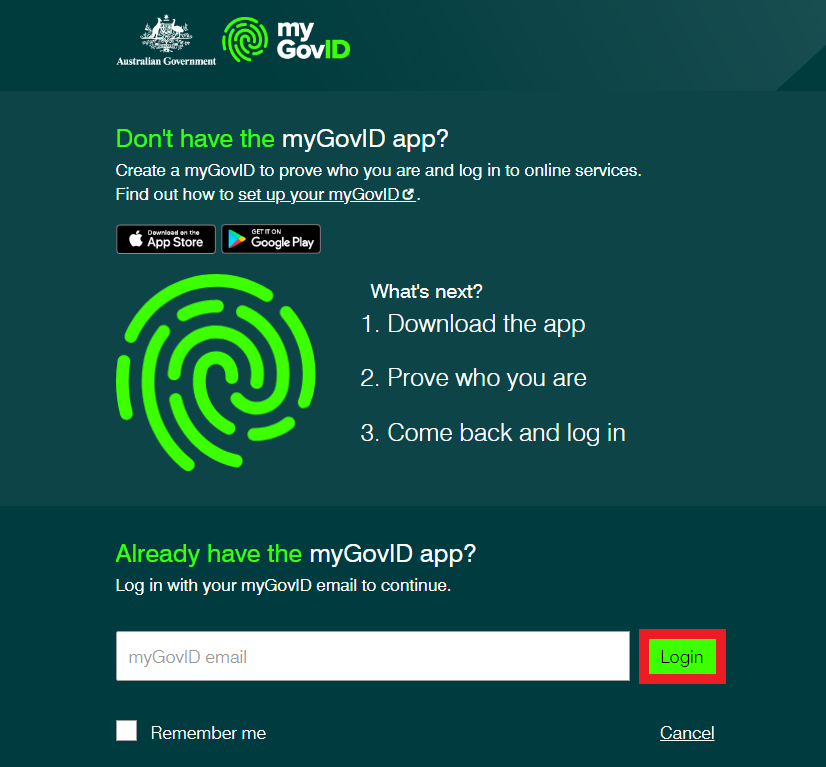 Australian Government
my
GovID
Don't have the myGovID app?
Create a myGovID to prove who you are and log in to online services.
Find out how to set up your myGovID.
Download on the
App Store
GET IT ON
Google Play
What's next?
1. Download the app
2. Prove who you are
3. Come back and log in
Already have the myGovID app?
Log in with your myGovID email to continue.
myGovID email
Login
Remember me
Cancel